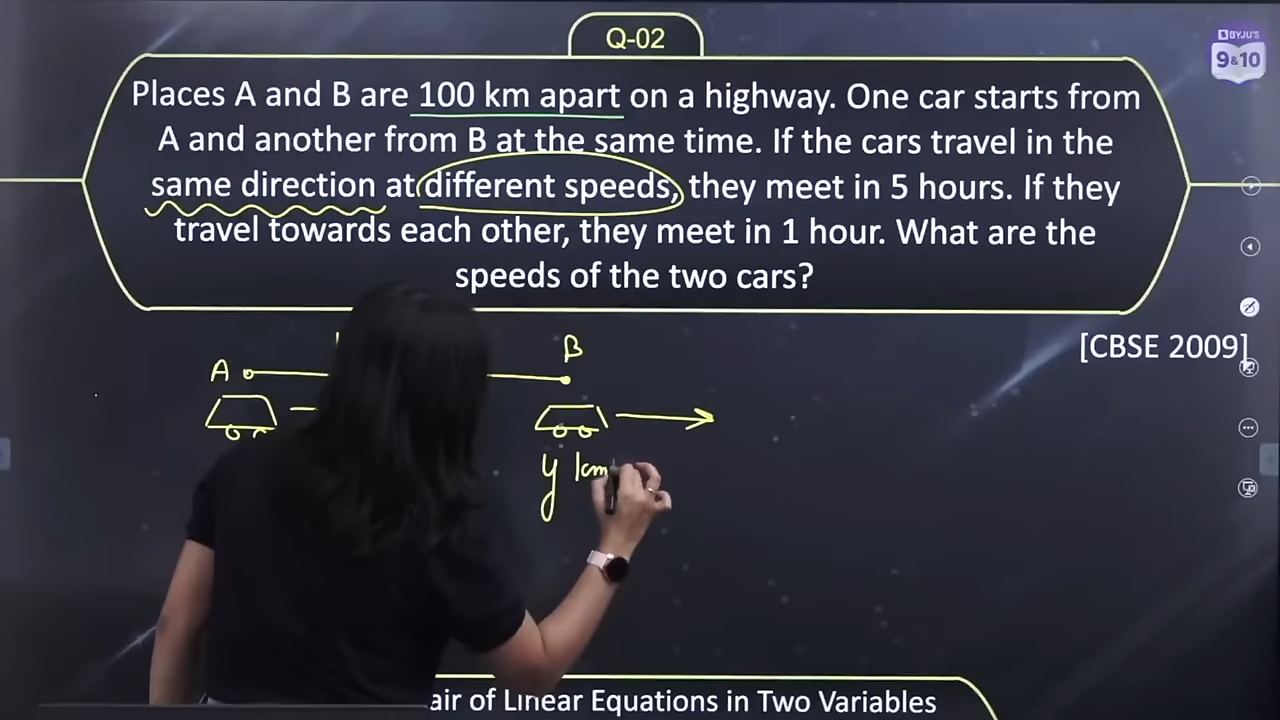 Q-02
BYJU'S
9&10
Places A and B are 100 km apart on a highway. One car starts from
A and another from B at the same time. If the cars travel in the
same direction at different speeds, they meet in 5 hours. If they
travel towards each other, they meet in 1 hour. What are the
speeds of the two cars?
[CBSE 2009]
A
B
y km
air of Linear Equations in Two Variables